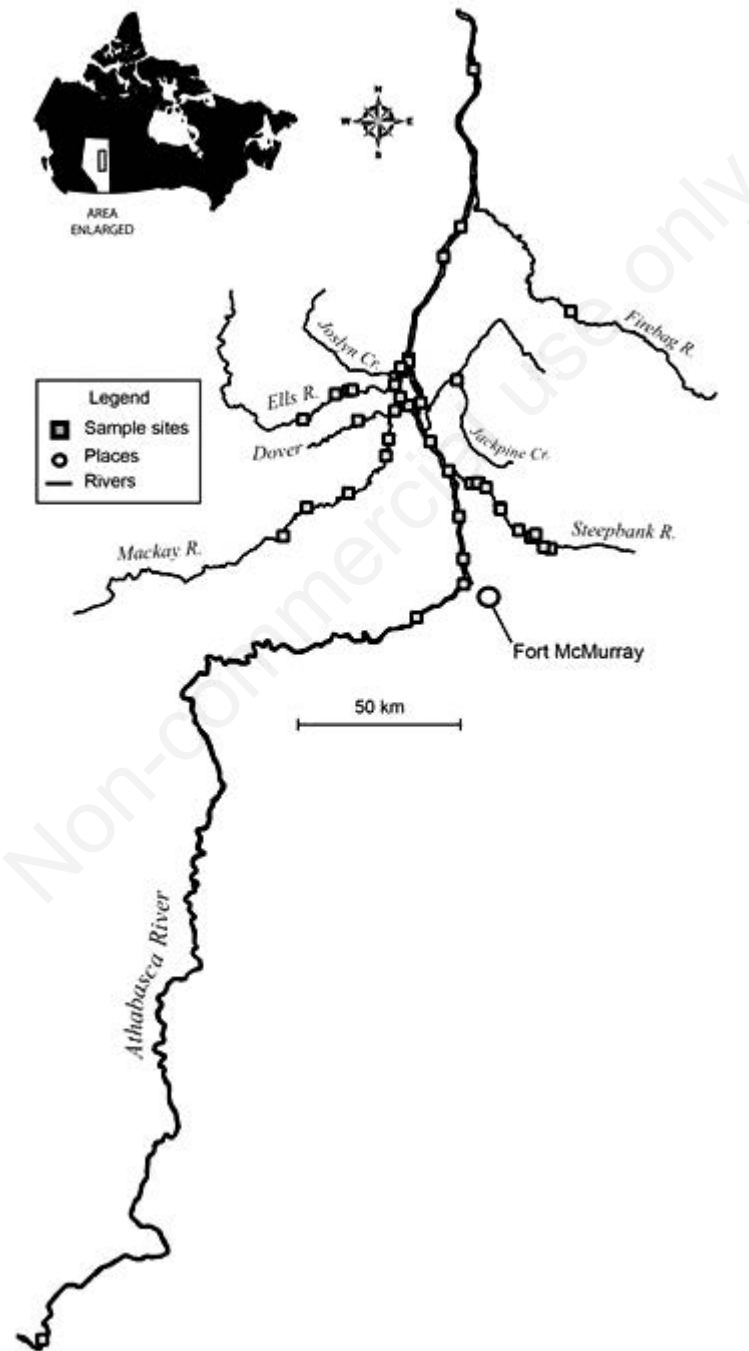 N
W
E
S
AREA
ENLARGED
Joslyn Cr.
Firebag R.
Legend
Sample sites
Places
Rivers
Ells R.
Dover
Jackpine Cr.
Mackay R.
Steepbank R.
Fort McMurray
50 km
Athabasca River
Non-commercial use only